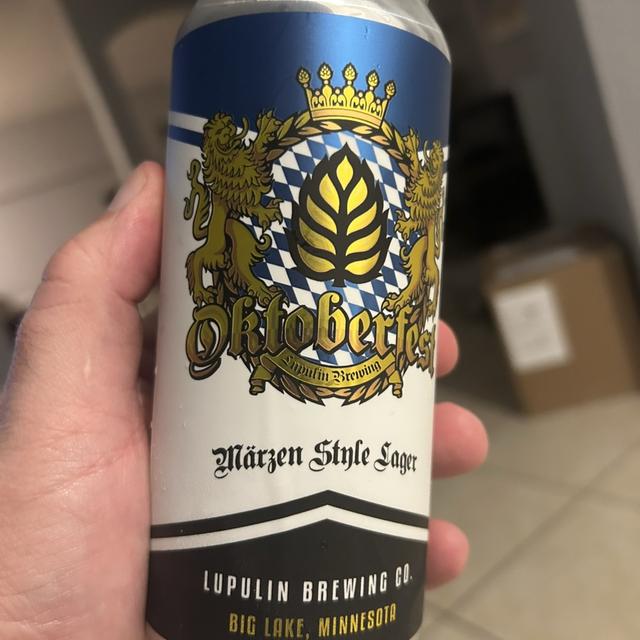 Oktoberfest
Lupulin Brewing
Märzen Style Lager
LUPULIN BREWING CO.
BIG LAKE, MINNESOTA